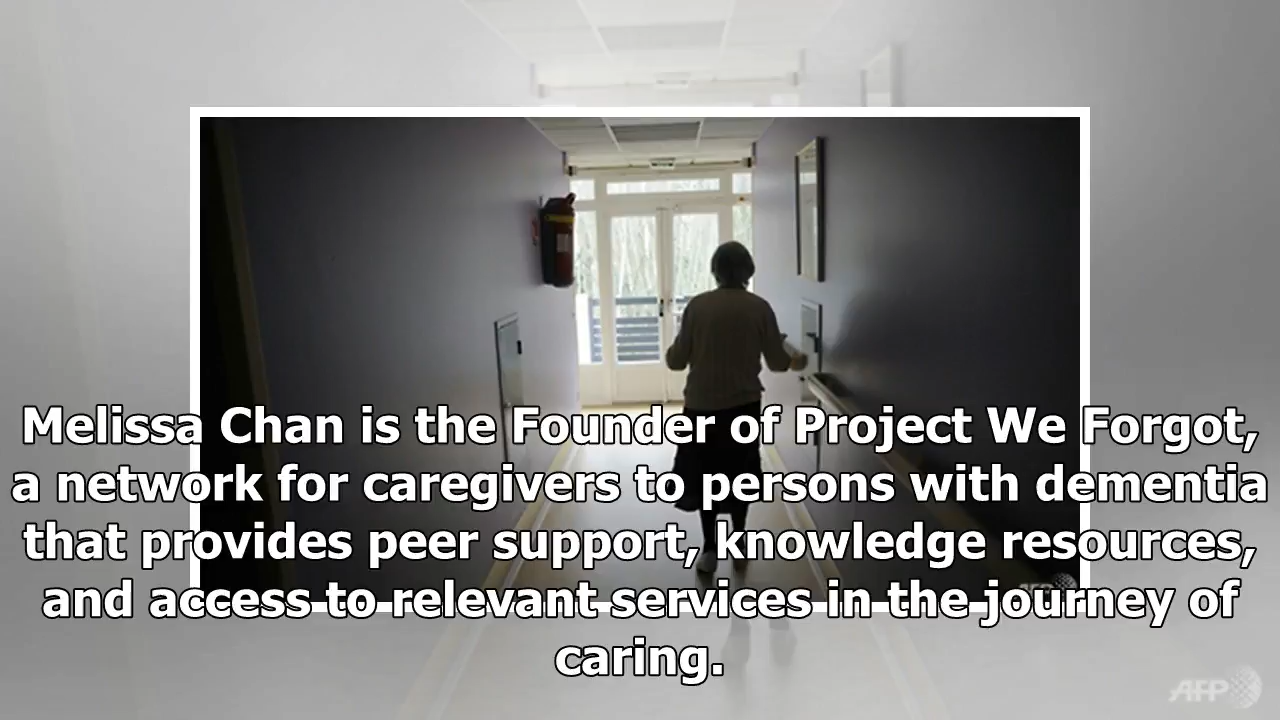 Melissa Chan is the Founder of Project We Forgot,
a network for caregivers to persons with dementia
that provides peer support, knowledge resources,
and access to relevant services in the journey of
caring.
AFP
AFP